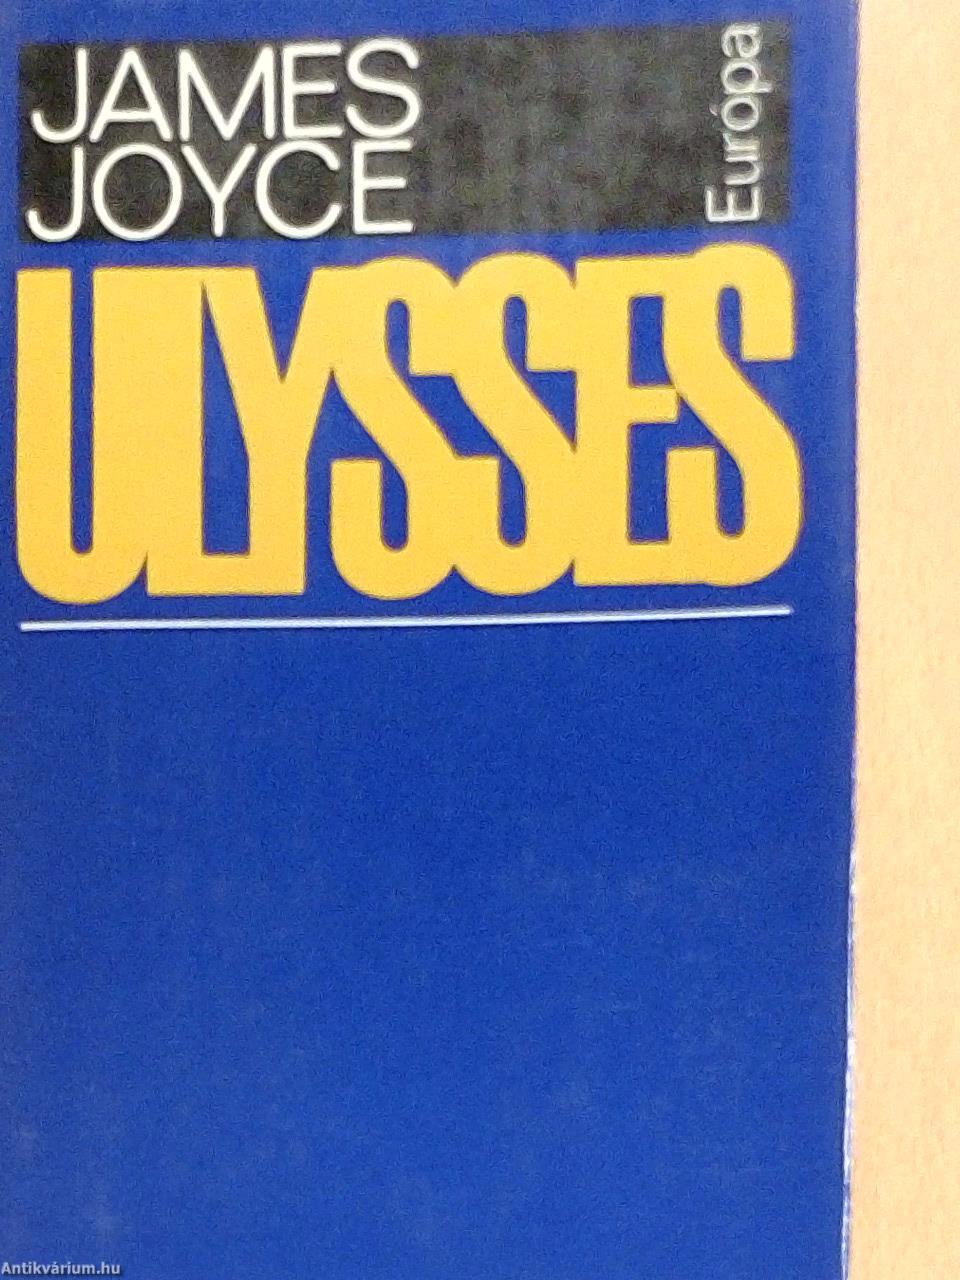 JAMES
JOYCE
Európa
ULYSSES
Antikvárium.hu